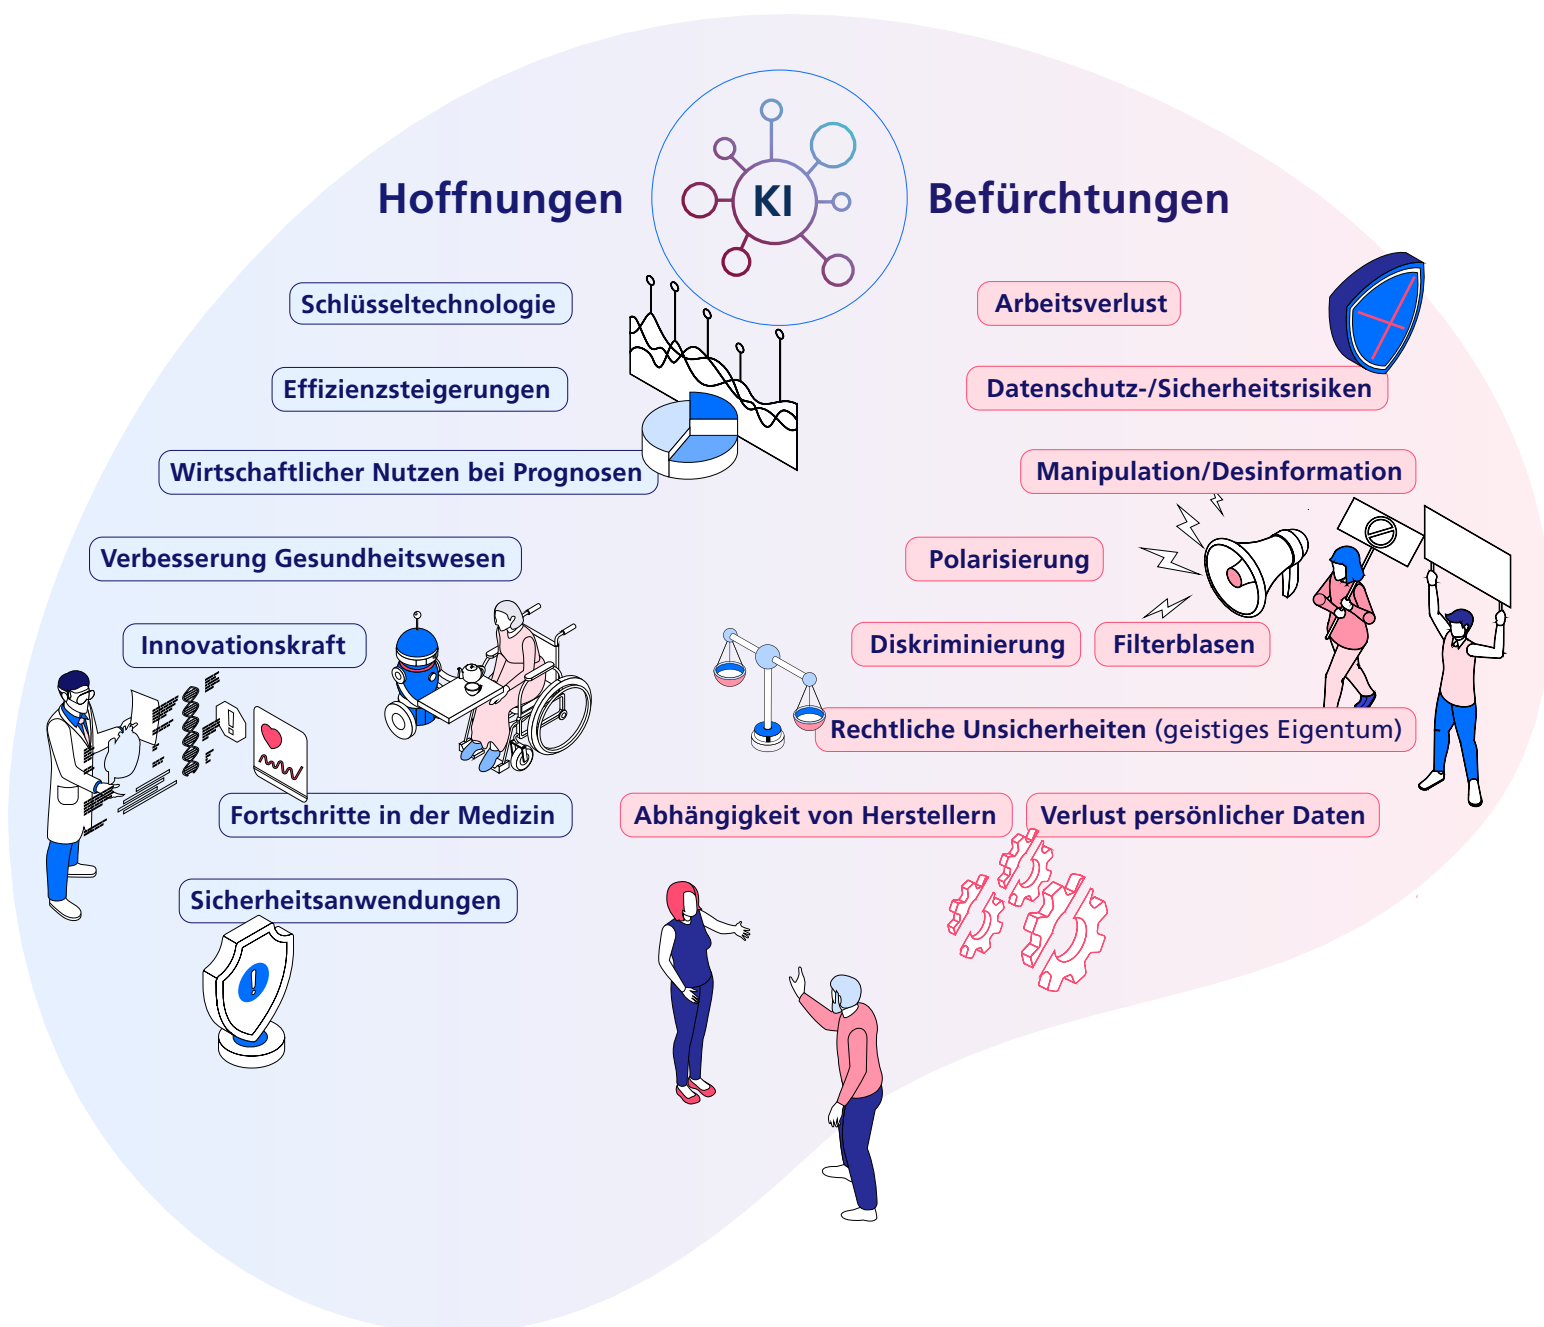 KI
Hoffnungen
Schlüsseltechnologie
Effizienzsteigerungen
Wirtschaftlicher Nutzen bei Prognosen
Verbesserung Gesundheitswesen
Innovationskraft
Fortschritte in der Medizin
Sicherheitsanwendungen
Befürchtungen
Arbeitsverlust
Datenschutz-/Sicherheitsrisiken
Manipulation/Desinformation
Polarisierung
Diskriminierung
Filterblasen
Rechtliche Unsicherheiten (geistiges Eigentum)
Abhängigkeit von Herstellern
Verlust persönlicher Daten